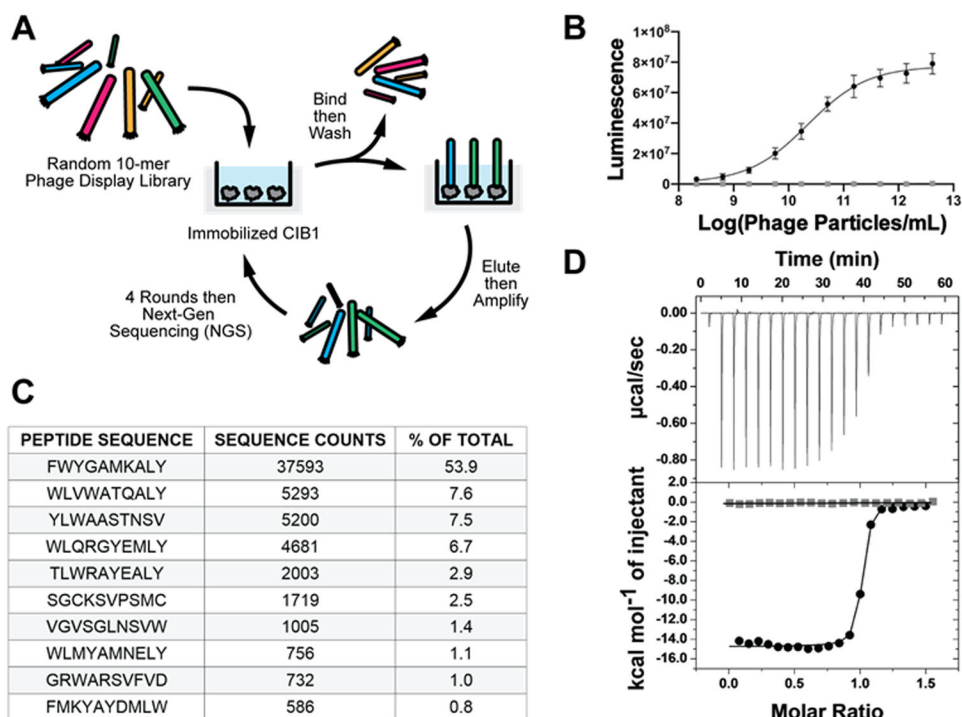 A
Random 10-mer
Phage Display Library
Bind
then
Wash
Immobilized CIB1
Elute
then
Amplify
4 Rounds then
Next-Gen
Sequencing (NGS)
B
Luminescence
1×10⁸
8×10⁷
6×10⁷
4×10⁷
2×10⁷
0
8 9 10 11 12 13
Log(Phage Particles/mL)
C
PEPTIDE SEQUENCE SEQUENCE COUNTS % OF TOTAL
FWYGAMKALY 37593 53.9
WLVWATQALY 5293 7.6
YLWAASTNSV 5200 7.5
WLQRGYEMLY 4681 6.7
TLWRAYEALY 2003 2.9
SGCKSVPSMC 1719 2.5
VGVSGLNSVW 1005 1.4
WLMYAMNELY 756 1.1
GRWARSVFVD 732 1.0
FMKYAYDMLW 586 0.8
D
Time (min)
0 10 20 30 40 50 60
µcal/sec
0.00
-0.20
-0.40
-0.60
-0.80
kcal mol⁻¹ of injectant
2.0
0.0
-2.0
-4.0
-6.0
-8.0
-10.0
-12.0
-14.0
-16.0
0.0 0.5 1.0 1.5
Molar Ratio